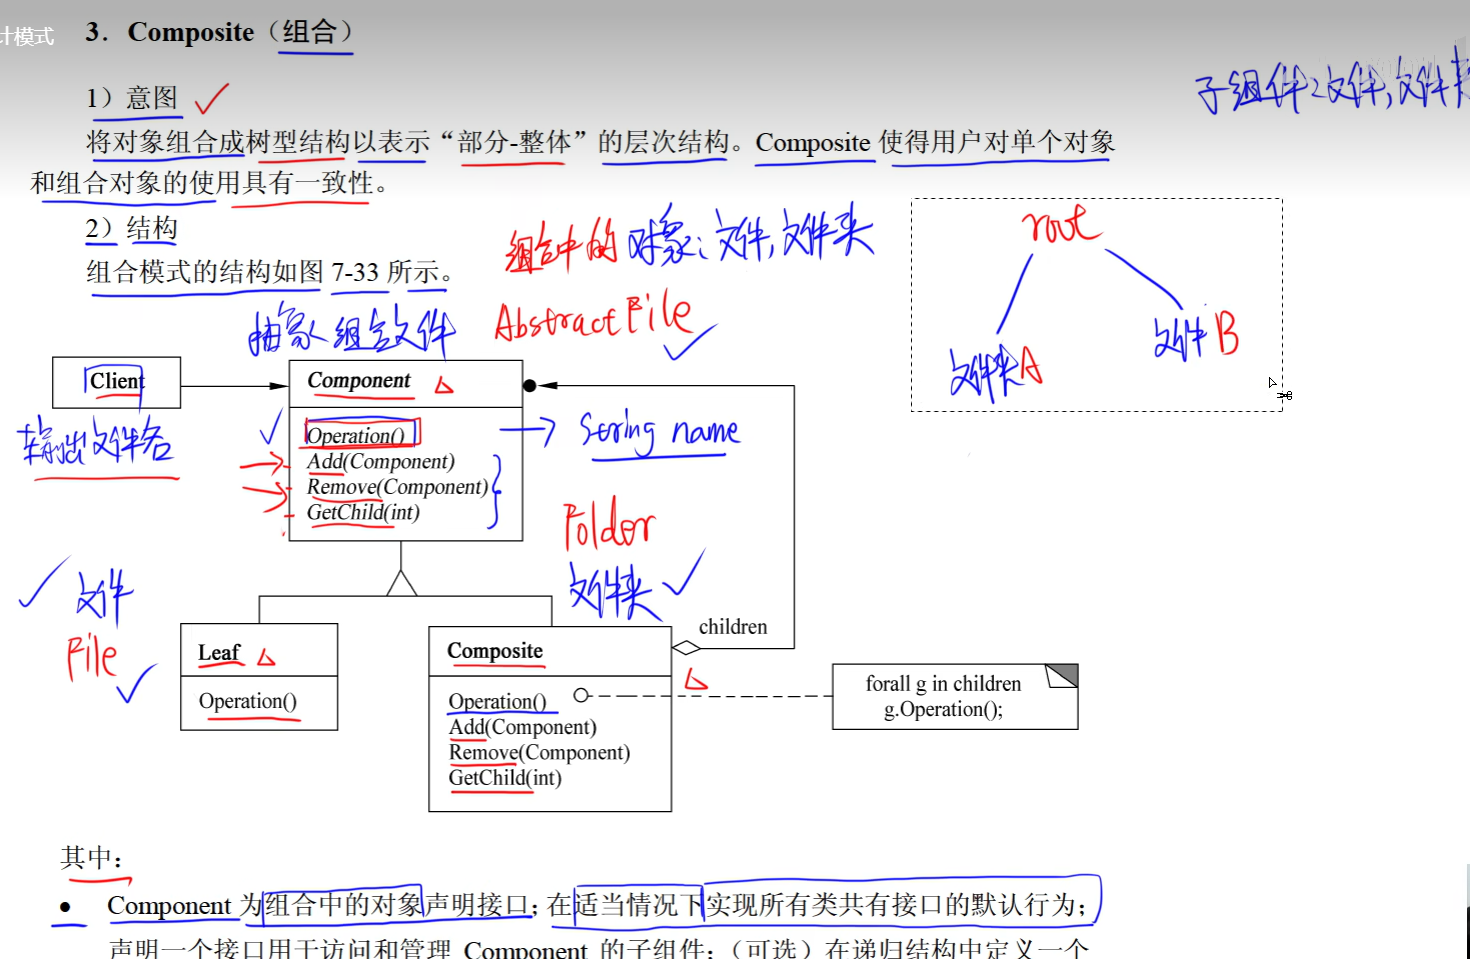 计模式
3. Composite（组合）
子组件:文件,文件夹
1）意图
将对象组合成树型结构以表示“部分-整体”的层次结构。Composite 使得用户对单个对象
和组合对象的使用具有一致性。
2）结构
组合中的对象:文件,文件夹
root
组合模式的结构如图 7-33 所示。
抽象组合文件
AbstractFile
文件夹A
文件B
Client
Component
输出文件名
Operation()
String name
Add(Component)
Remove(Component)
GetChild(int)
Folder
文件夹
文件
File
children
Leaf
Operation()
Composite
Operation()
Add(Component)
Remove(Component)
GetChild(int)
forall g in children
g.Operation();
其中：
• Component 为组合中的对象声明接口；在适当情况下实现所有类共有接口的默认行为；
声明一个接口用于访问和管理 Component 的子组件；（可选）在递归结构中定义一个